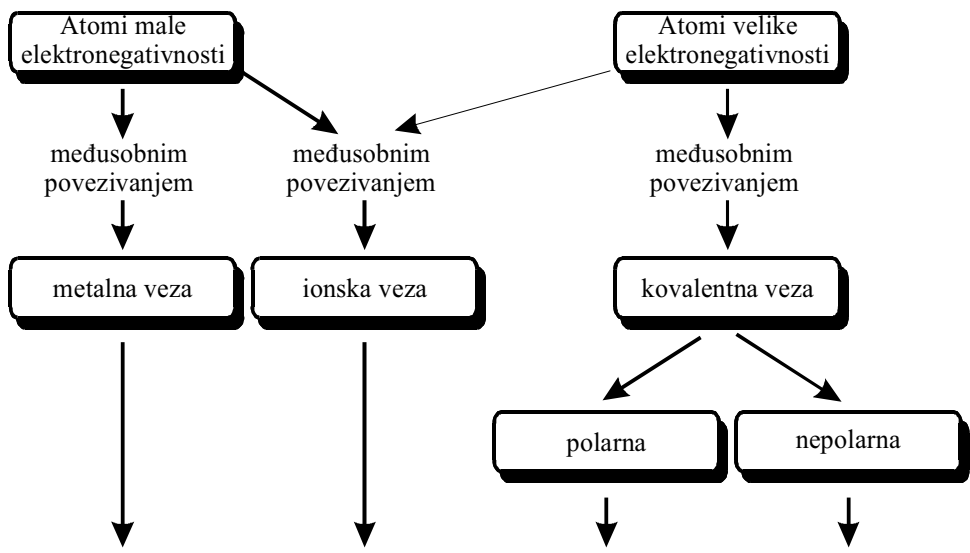 Atomi male
elektronegativnosti
Atomi velike
elektronegativnosti
međusobnim
povezivanjem
međusobnim
povezivanjem
međusobnim
povezivanjem
metalna veza
ionska veza
kovalentna veza
polarna
nepolarna